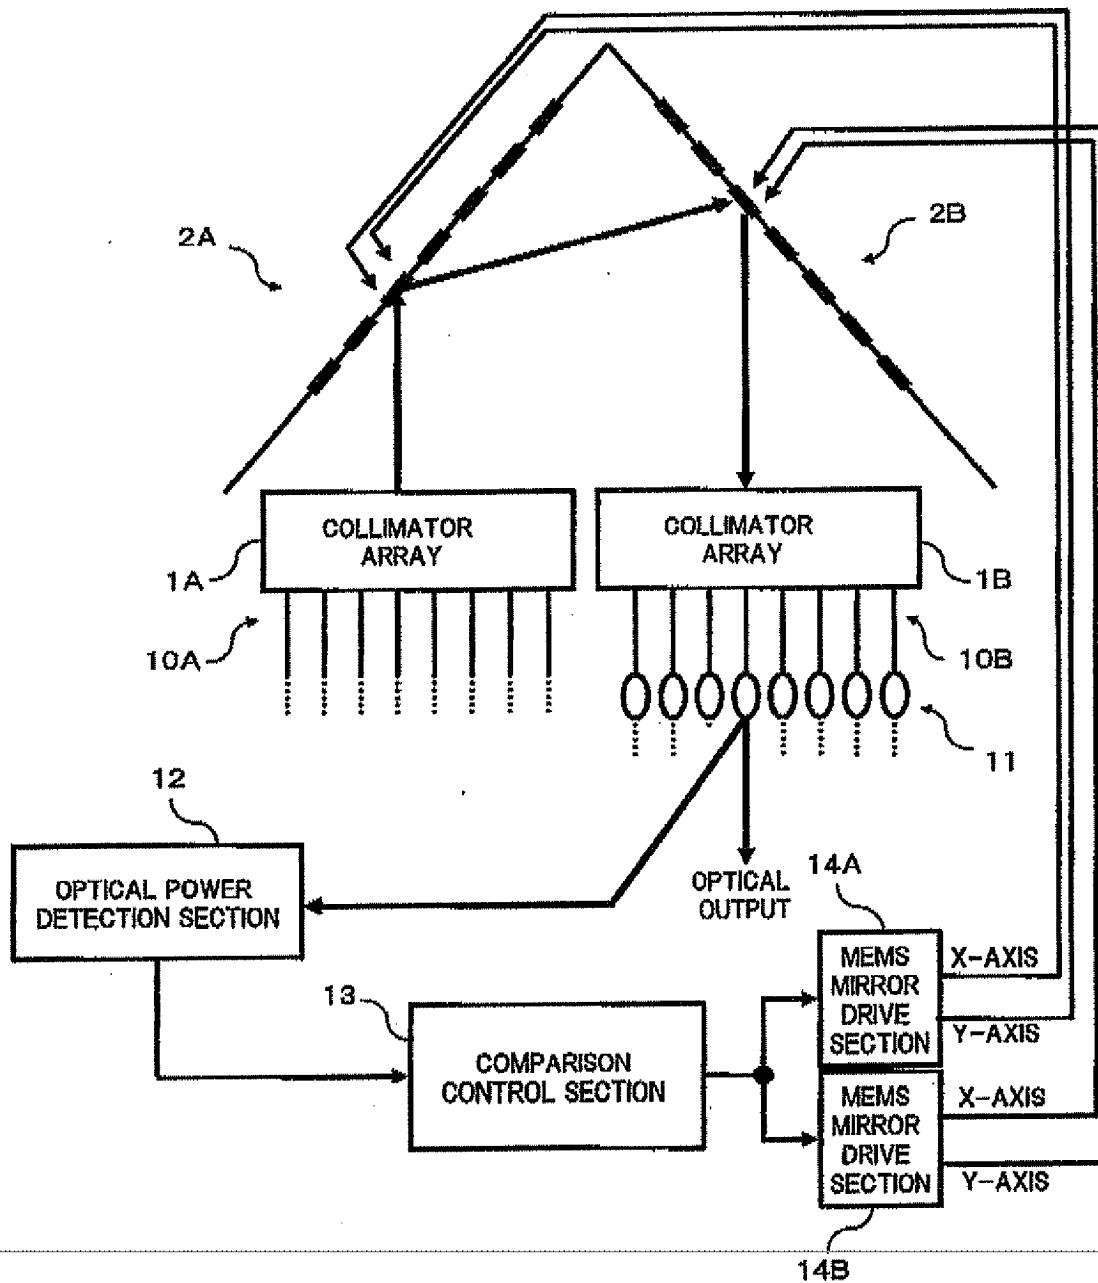 2A
2B
COLLIMATOR
ARRAY
COLLIMATOR
ARRAY
1A
1B
10A
10B
11
12
OPTICAL POWER
DETECTION SECTION
OPTICAL
OUTPUT
14A
MEMS
MIRROR
DRIVE
SECTION
X-AXIS
Y-AXIS
13
COMPARISON
CONTROL SECTION
MEMS
MIRROR
DRIVE
SECTION
X-AXIS
Y-AXIS
14B